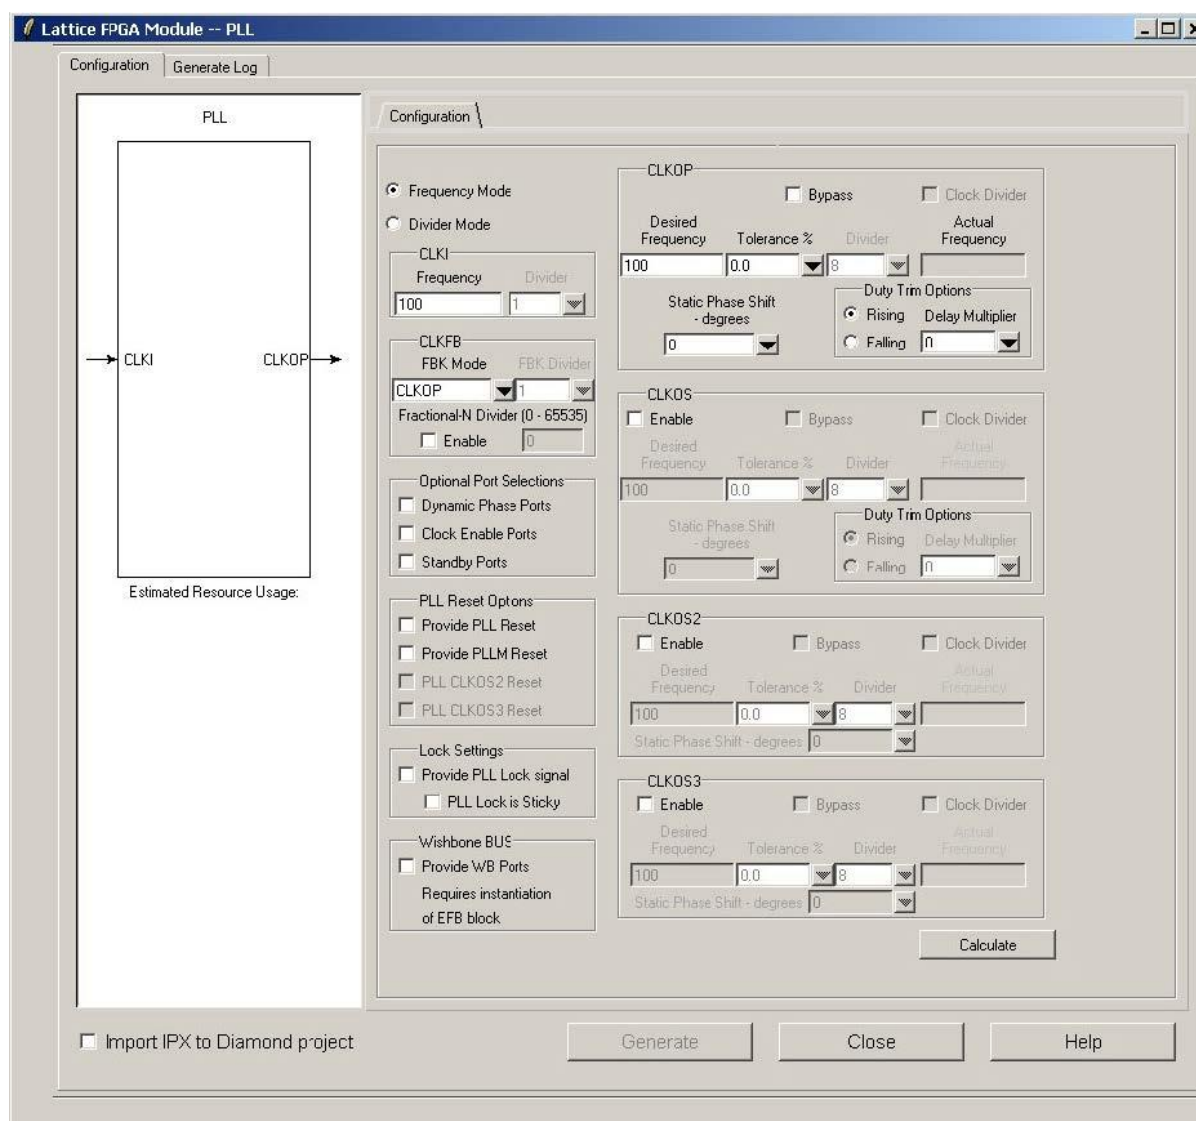 Lattice FPGA Module -- PLL
Configuration
Generate Log
PLL
CLKI
CLKOP
Estimated Resource Usage:
Configuration
Frequency Mode
Divider Mode
CLKI
Frequency Divider
100 1
CLKFB
FBK Mode FBK Divider
CLKOP 1
Fractional-N Divider (0 - 65535)
Enable 0
Optional Port Selections
Dynamic Phase Ports
Clock Enable Ports
Standby Ports
PLL Reset Optons
Provide PLL Reset
Provide PLLM Reset
PLL CLKOS2 Reset
PLL CLKOS3 Reset
Lock Settings
Provide PLL Lock signal
PLL Lock is Sticky
Wishbone BUS
Provide WB Ports
Requires instantiation
of EFB block
CLKOP
Bypass Clock Divider
Desired Frequency Tolerance % Divider Actual Frequency
100 0.0 8
Static Phase Shift
- degrees
0
Duty Trim Options
Rising Delay Multiplier
Falling 0
CLKOS
Enable Bypass Clock Divider
Desired Frequency Tolerance % Divider Actual Frequency
100 0.0 8
Static Phase Shift
- degrees
0
Duty Trim Options
Rising Delay Multiplier
Falling 0
CLKOS2
Enable Bypass Clock Divider
Desired Frequency Tolerance % Divider Actual Frequency
100 0.0 8
Static Phase Shift - degrees 0
CLKOS3
Enable Bypass Clock Divider
Desired Frequency Tolerance % Divider Actual Frequency
100 0.0 8
Static Phase Shift - degrees 0
Calculate
Import IPX to Diamond project
Generate
Close
Help